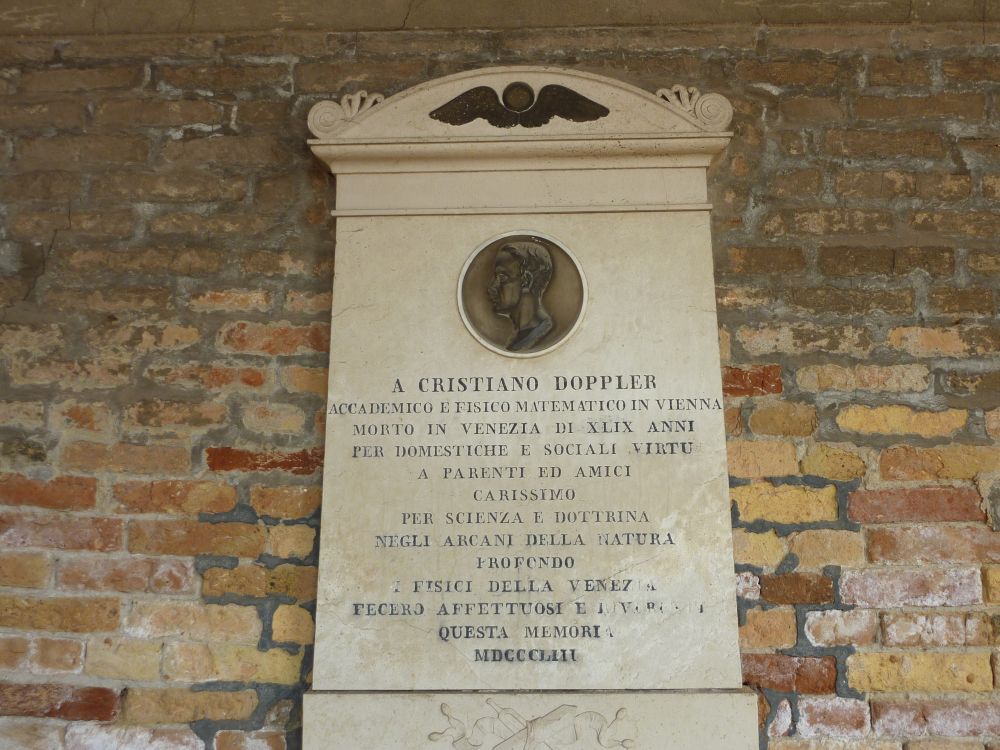 A CRISTIANO DOPPLER
ACCADEMICO E FISICO MATEMATICO IN VIENNA
MORTO IN VENEZIA DI XLIX ANNI
PER DOMESTICHE E SOCIALI VIRTU
A PARENTI ED AMICI
CARISSIMO
PER SCIENZA E DOTTRINA
NEGLI ARCANI DELLA NATURA
PROFONDO
I FISICI DELLA VENEZIA
FECERO AFFETTUOSI E
QUESTA MEMORIA
MDCCCLIII